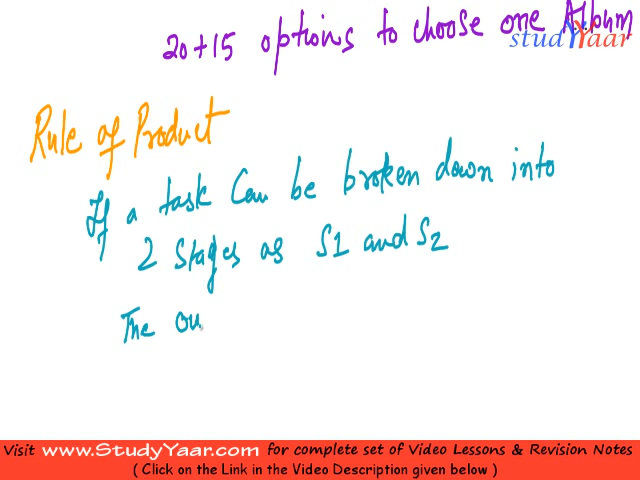 20+15 options to choose one Album
studYYaar
Rule of Product
If a task Can be broken down into
2 Stages as S1 and S2
The ou
Visit www.StudyYaar.com for complete set of Video Lessons & Revision Notes
( Click on the Link in the Video Description given below )